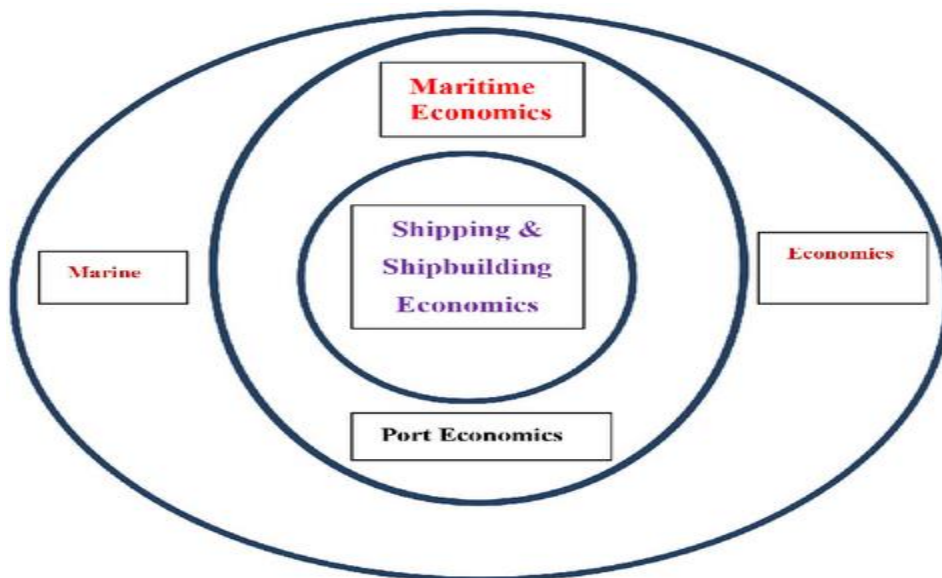 Maritime
Economics
Shipping &
Shipbuilding
Economics
Marine
Economics
Port Economics